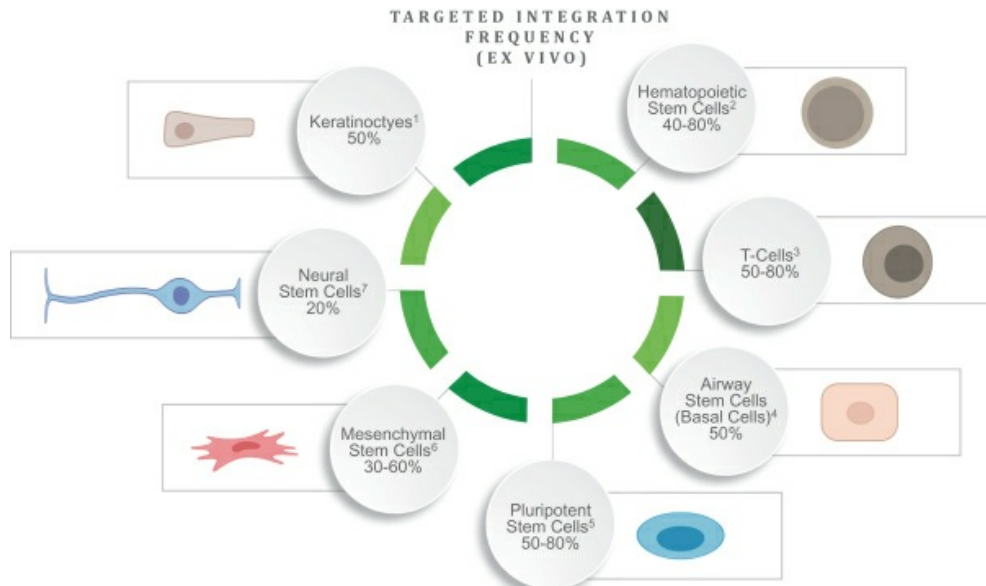 TARGETED INTEGRATION
FREQUENCY
(EX VIVO)
Hematopoietic
Stem Cells²
40-80%
T-Cells³
50-80%
Airway
Stem Cells
(Basal Cells)⁴
50%
Pluripotent
Stem Cells⁵
50-80%
Mesenchymal
Stem Cells⁶
30-60%
Neural
Stem Cells⁷
20%
Keratinoctyes¹
50%